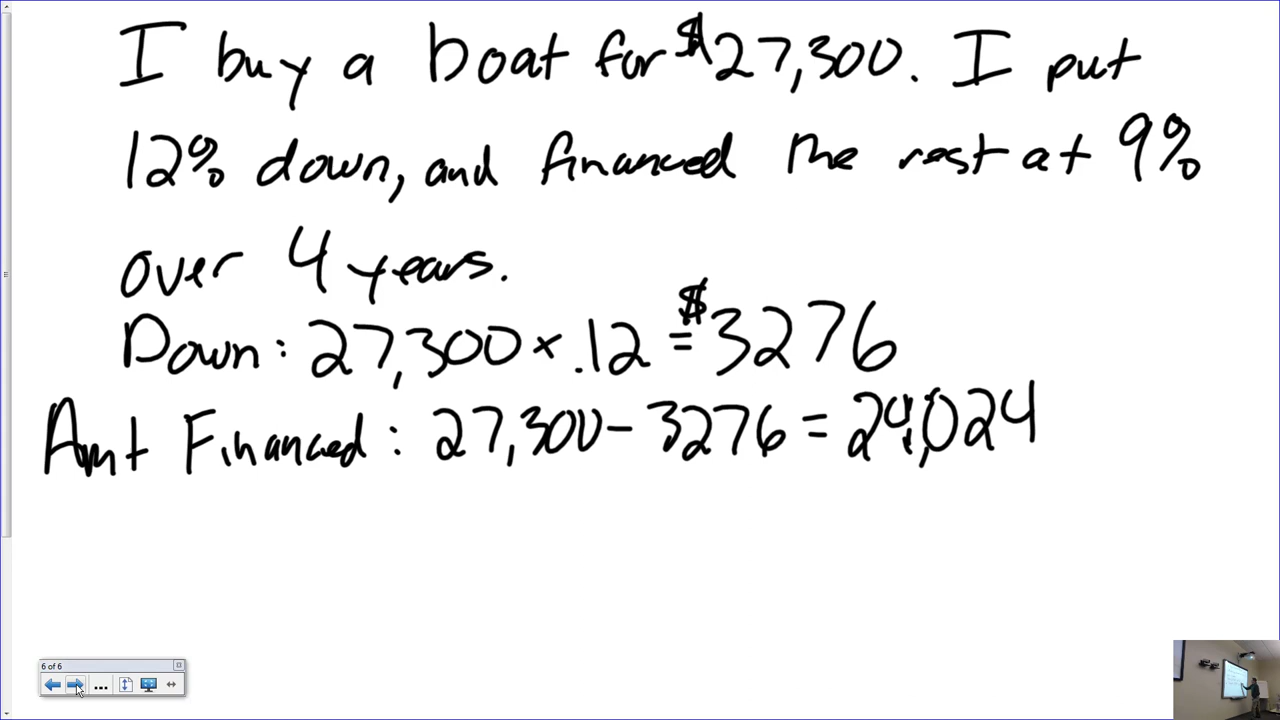 I buy a boat for $27,300. I put
12% down, and financed the rest at 9%
over 4 years.
Down: 27,300 × .12 = $3276
Amt Financed: 27,300 - 3276 = 24,024
6 of 6